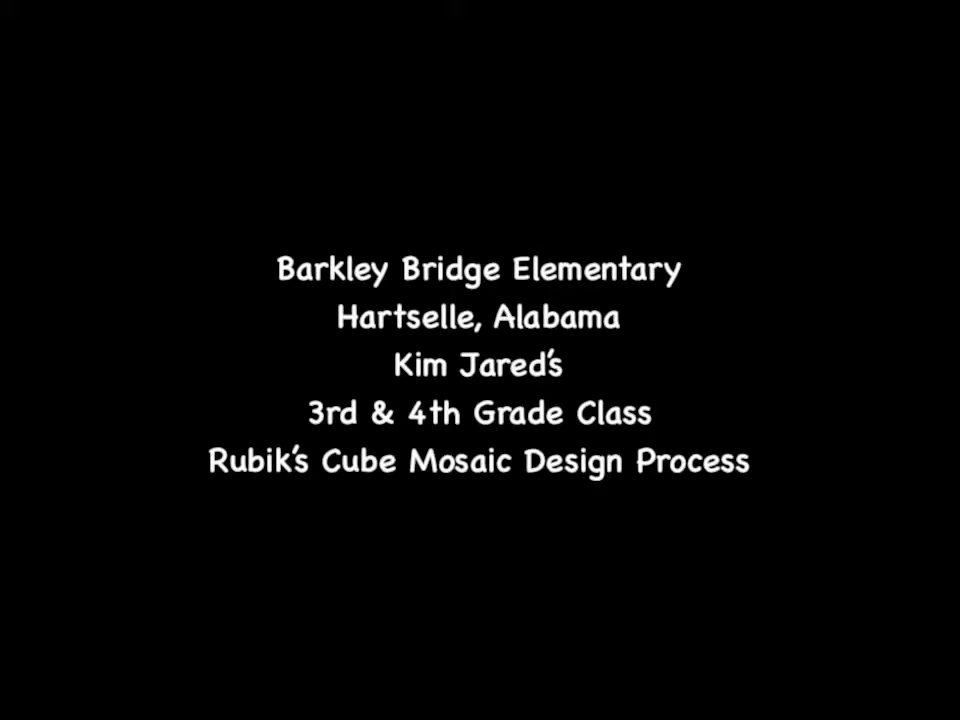 Barkley Bridge Elementary
Hartselle, Alabama
Kim Jared's
3rd & 4th Grade Class
Rubik's Cube Mosaic Design Process